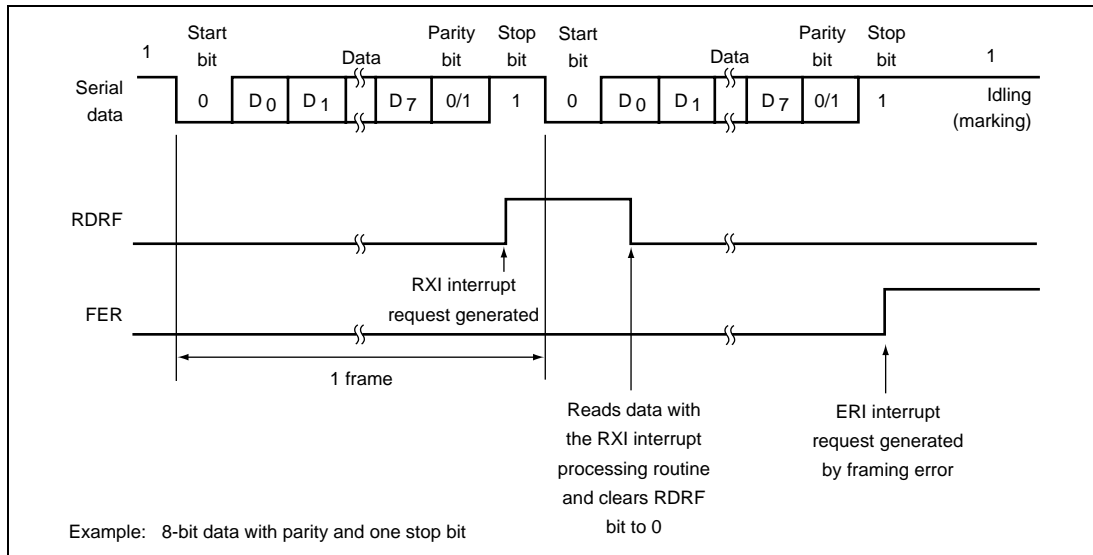 1
Start bit
Data
Parity bit
Stop bit
Start bit
Data
Parity bit
Stop bit
1
Serial data
0
D0
D1
D7
0/1
1
0
D0
D1
D7
0/1
1
Idling
(marking)
RDRF
RXI interrupt
request generated
FER
1 frame
Reads data with
the RXI interrupt
processing routine
and clears RDRF
bit to 0
ERI interrupt
request generated
by framing error
Example: 8-bit data with parity and one stop bit